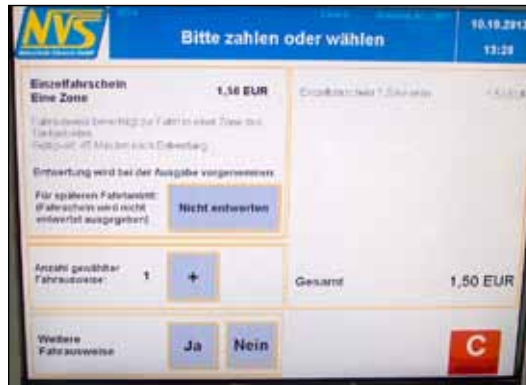 NVS
Bitte zahlen oder wählen
10.10.2013
13:28
Einzelfahrschein
Eine Zone
1,50 EUR
Entwertung wird bei der Ausgabe vorgenommen
Für späteren Fahrtantritt:
(Fahrschein wird nicht
entwertet ausgegeben)
Nicht entwerten
Anzahl gewählter
Fahrausweise:
1
+
Gesamt
1,50 EUR
Weitere
Fahrausweise
Ja
Nein
C